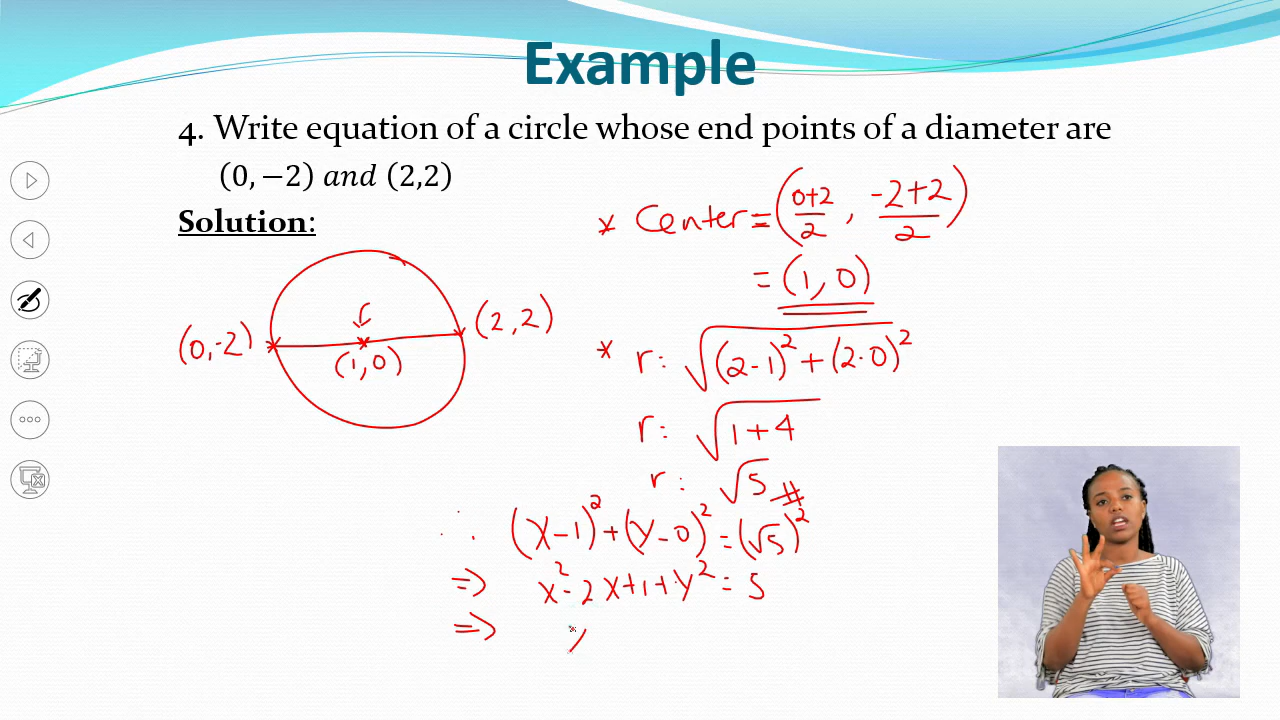 Example
4. Write equation of a circle whose end points of a diameter are
(0, −2) and (2,2)
Solution:
* Center = (0+2/2, -2+2/2)
= (1, 0)
(0,-2)
r
(1,0)
(2,2)
* r: √((2-1)² + (2-0)²)
r: √(1+4)
r: √5 #
∴ (x-1)² + (y-0)² = (√5)²
=> x² - 2x + 1 + y² = 5
=>